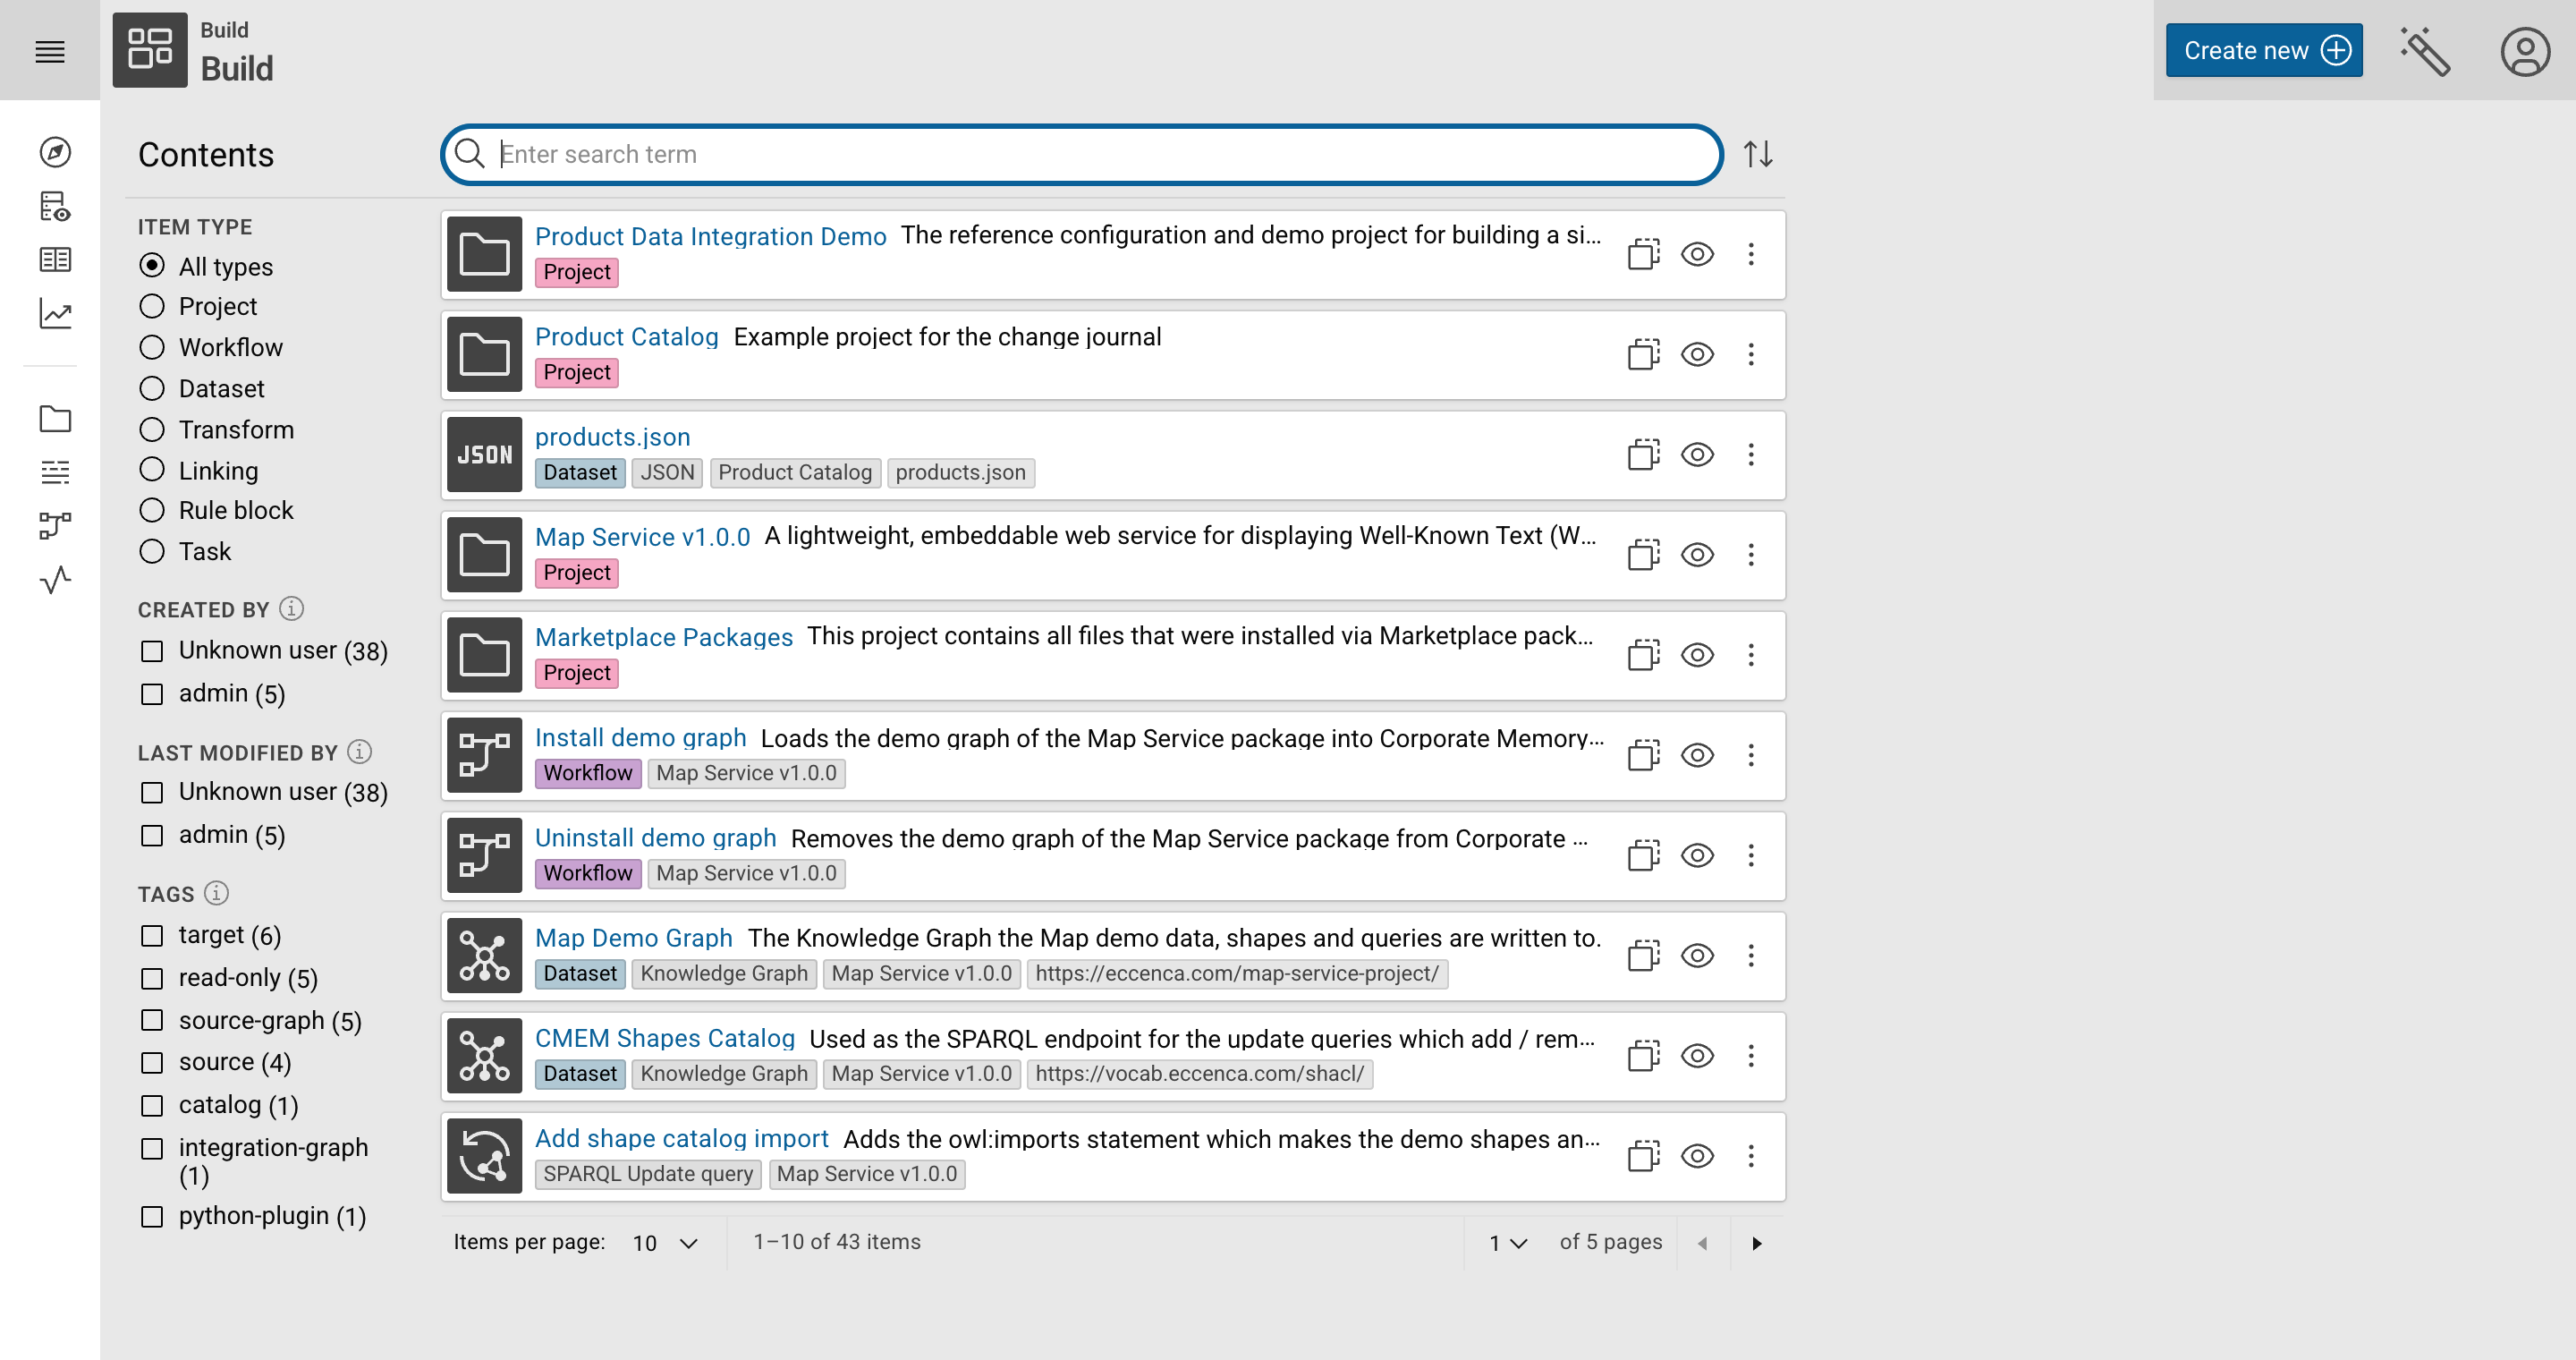 Build
Build
Create new
Contents
Enter search term
ITEM TYPE
All types
Project
Workflow
Dataset
Transform
Linking
Rule block
Task
CREATED BY
Unknown user (38)
admin (5)
LAST MODIFIED BY
Unknown user (38)
admin (5)
TAGS
target (6)
read-only (5)
source-graph (5)
source (4)
catalog (1)
integration-graph
(1)
python-plugin (1)
Product Data Integration Demo The reference configuration and demo project for building a si...
Project
Product Catalog Example project for the change journal
Project
JSON
products.json
Dataset JSON Product Catalog products.json
Map Service v1.0.0 A lightweight, embeddable web service for displaying Well-Known Text (W...
Project
Marketplace Packages This project contains all files that were installed via Marketplace pack...
Project
Install demo graph Loads the demo graph of the Map Service package into Corporate Memory...
Workflow Map Service v1.0.0
Uninstall demo graph Removes the demo graph of the Map Service package from Corporate ...
Workflow Map Service v1.0.0
Map Demo Graph The Knowledge Graph the Map demo data, shapes and queries are written to.
Dataset Knowledge Graph Map Service v1.0.0 https://eccenca.com/map-service-project/
CMEM Shapes Catalog Used as the SPARQL endpoint for the update queries which add / rem...
Dataset Knowledge Graph Map Service v1.0.0 https://vocab.eccenca.com/shacl/
Add shape catalog import Adds the owl:imports statement which makes the demo shapes an...
SPARQL Update query Map Service v1.0.0
Items per page: 10 1–10 of 43 items 1 of 5 pages